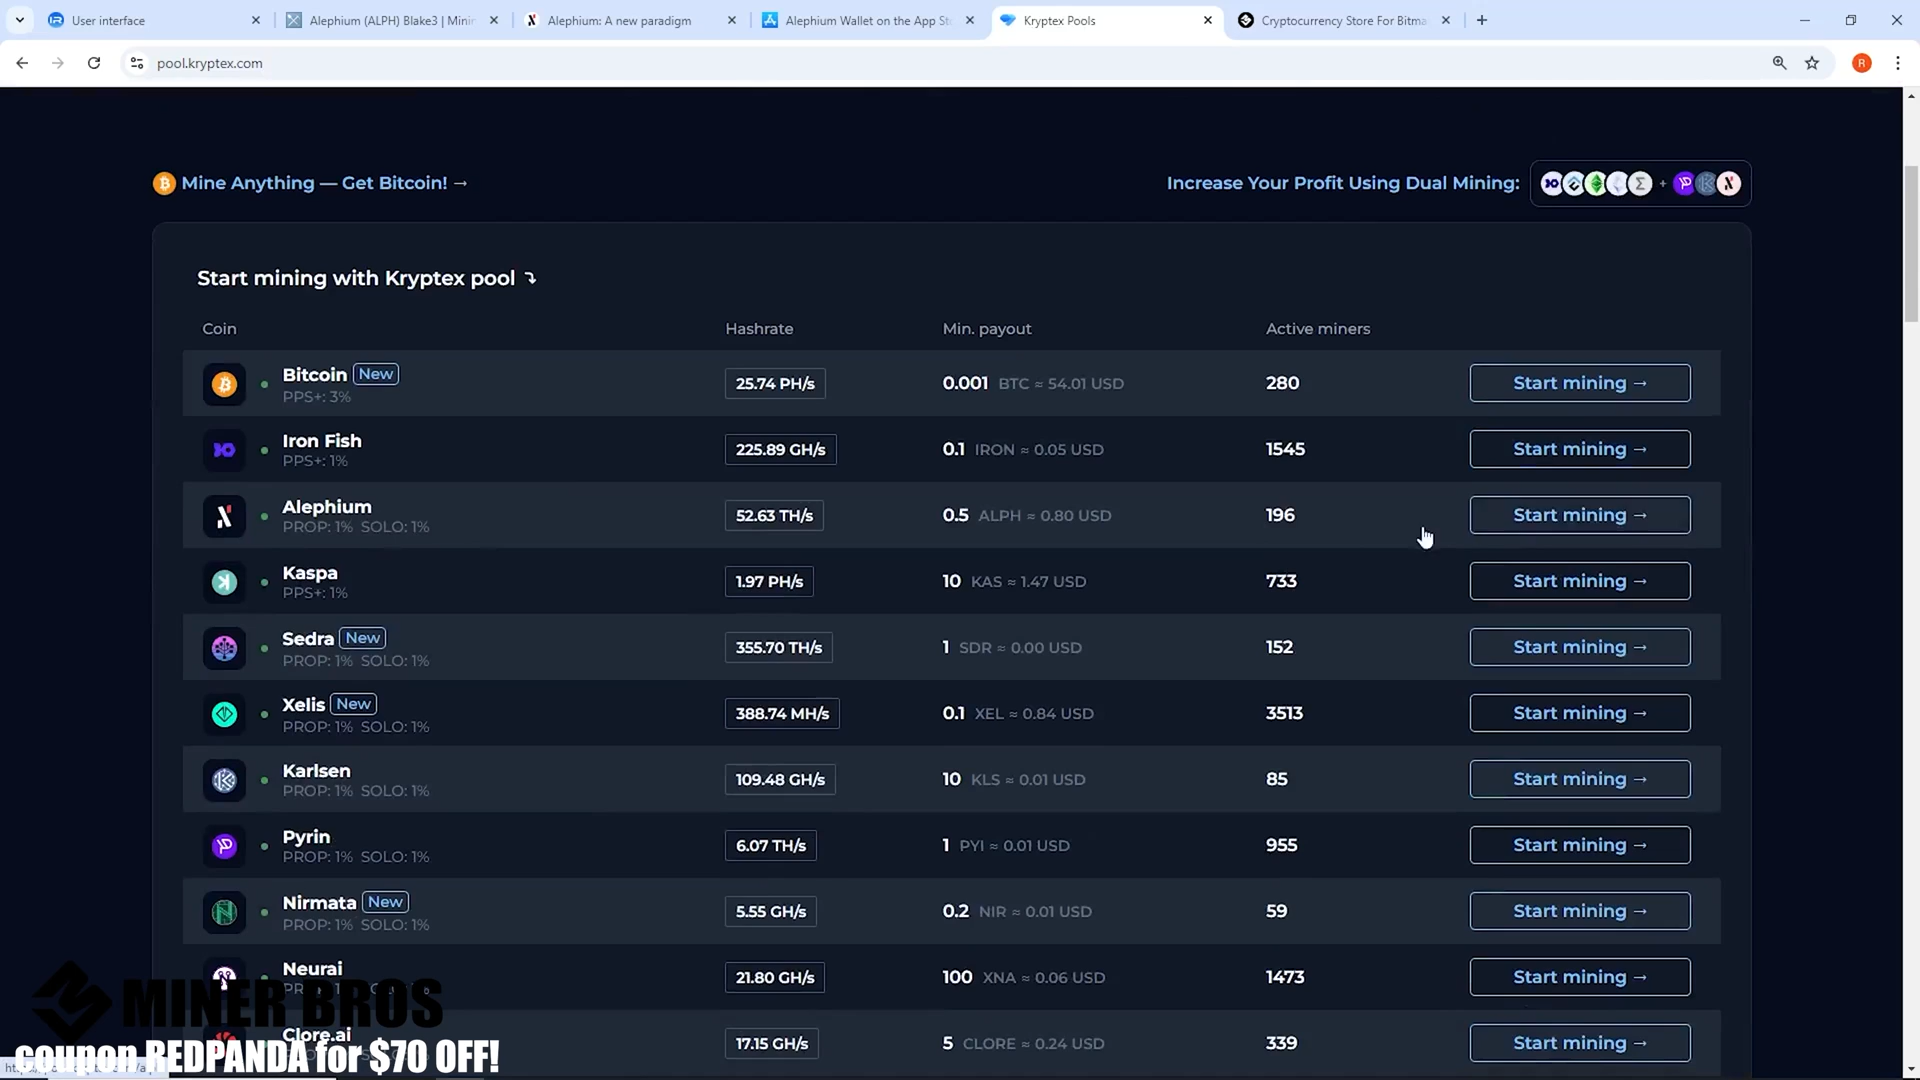 User interface
Alephium (ALPH) Blake3 | Minin
Alephium: A new paradigm
Alephium Wallet on the App St
Kryptex Pools
Cryptocurrency Store For Bitma
pool.kryptex.com
R
Mine Anything — Get Bitcoin! →
Increase Your Profit Using Dual Mining:
+
Start mining with Kryptex pool
Coin Hashrate Min. payout Active miners
Bitcoin New
PPS+: 3%
25.74 PH/s 0.001 BTC ≈ 54.01 USD 280 Start mining →
Iron Fish
PPS+: 1%
225.89 GH/s 0.1 IRON ≈ 0.05 USD 1545 Start mining →
Alephium
PROP: 1% SOLO: 1%
52.63 TH/s 0.5 ALPH ≈ 0.80 USD 196 Start mining →
Kaspa
PPS+: 1%
1.97 PH/s 10 KAS ≈ 1.47 USD 733 Start mining →
Sedra New
PROP: 1% SOLO: 1%
355.70 TH/s 1 SDR ≈ 0.00 USD 152 Start mining →
Xelis New
PROP: 1% SOLO: 1%
388.74 MH/s 0.1 XEL ≈ 0.84 USD 3513 Start mining →
Karlsen
PROP: 1% SOLO: 1%
109.48 GH/s 10 KLS ≈ 0.01 USD 85 Start mining →
Pyrin
PROP: 1% SOLO: 1%
6.07 TH/s 1 PYI ≈ 0.01 USD 955 Start mining →
Nirmata New
PROP: 1% SOLO: 1%
5.55 GH/s 0.2 NIR ≈ 0.01 USD 59 Start mining →
Neurai
21.80 GH/s 100 XNA ≈ 0.06 USD 1473 Start mining →
MINER BROS
Clore.ai
17.15 GH/s 5 CLORE ≈ 0.24 USD 339 Start mining →
coupon REDPANDA for $70 OFF!